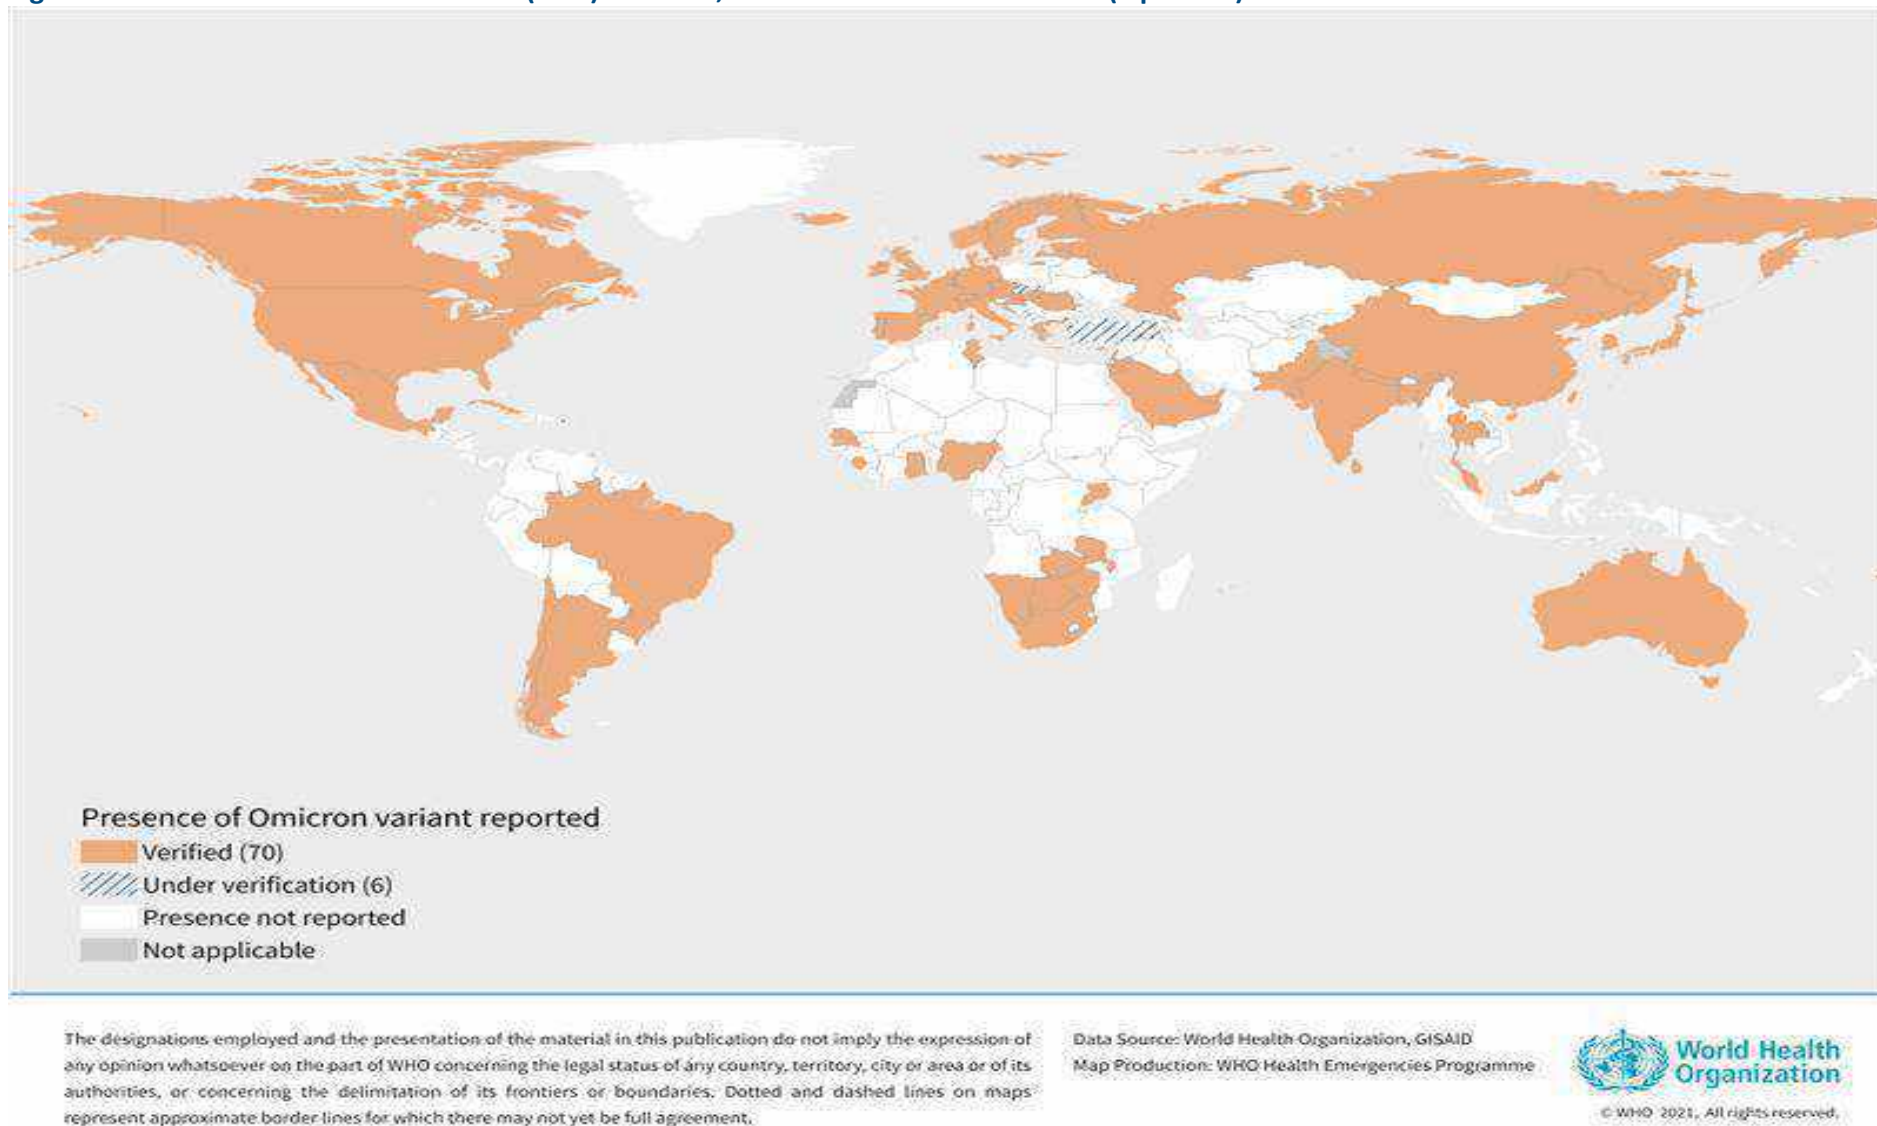 Presence of Omicron variant reported
Verified (70)
Under verification (6)
Presence not reported
Not applicable
The designations employed and the presentation of the material in this publication do not imply the expression of
any opinion whatsoever on the part of WHO concerning the legal status of any country, territory, city or area or of its
authorities, or concerning the delimitation of its frontiers or boundaries. Dotted and dashed lines on maps
represent approximate border lines for which there may not yet be full agreement.
Data Source: World Health Organization, GISAID
Map Production: WHO Health Emergencies Programme
World Health
Organization
© WHO 2021, All rights reserved.